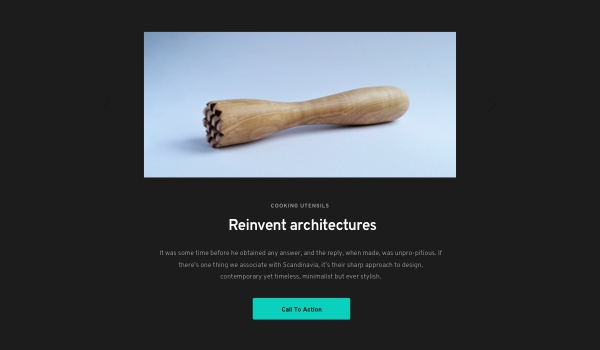 COOKING UTENSILS
Reinvent architectures
If was some time before he obtained any answer, and the reply, when made, was unpro-pitious. If
there's one thing we associate with Scandinavia, it's their sharp approach to design,
contemporary yet timeless, minimalist but ever stylish.
Call To Action